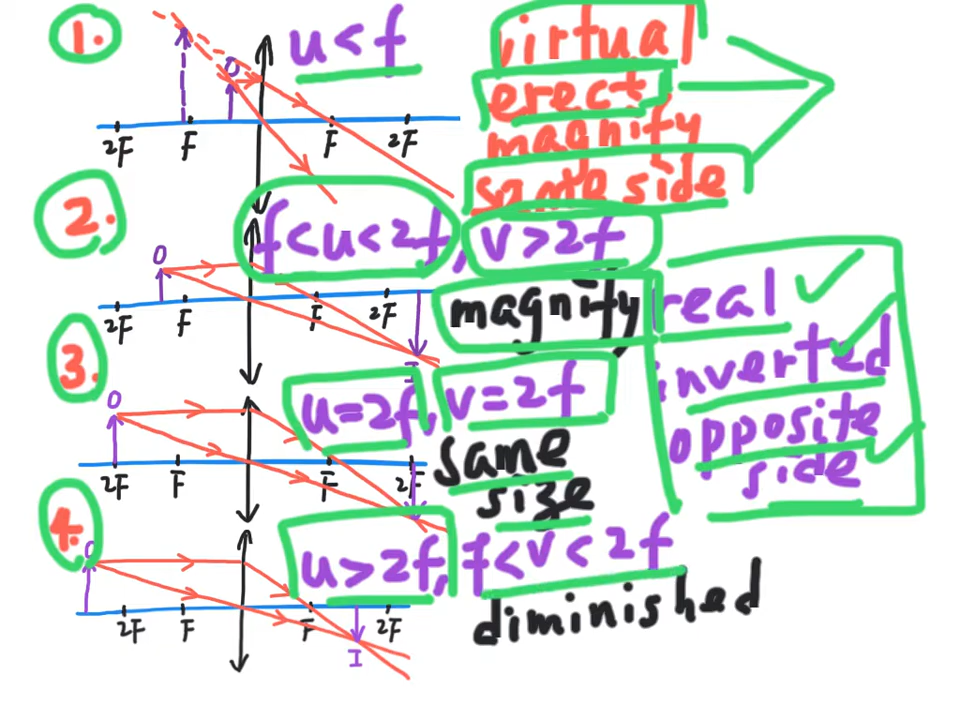 1.
u < f
virtual
erect
magnify
same side
O
2F F F 2F
2.
f < u < 2f, v > 2f
magnify
O
2F F F 2F
I
real
inverted
opposite
side
3.
u = 2f, v = 2f
same
size
O
2F F F 2F
4.
u > 2f, f < v < 2f
diminished
O
2F F F 2F
I